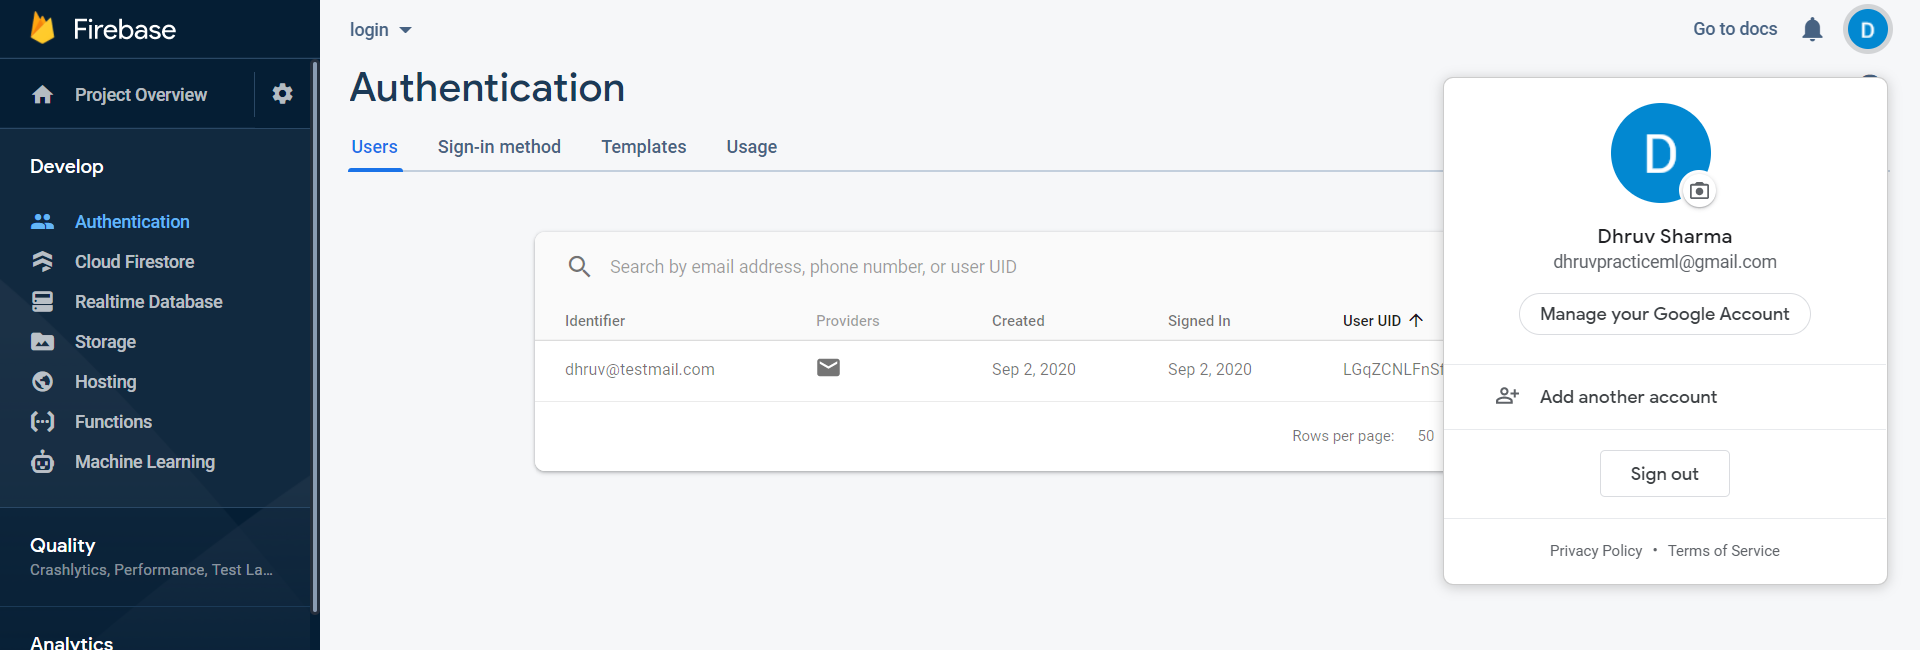 Firebase
Project Overview
Develop
Authentication
Cloud Firestore
Realtime Database
Storage
Hosting
Functions
Machine Learning
Quality
Crashlytics, Performance, Test La...
Analytics
login
Go to docs
D
Authentication
Users Sign-in method Templates Usage
Search by email address, phone number, or user UID
Identifier Providers Created Signed In User UID
dhruv@testmail.com Sep 2, 2020 Sep 2, 2020 LGqZCNLFnSf
Rows per page: 50
D
Dhruv Sharma
dhruvpracticeml@gmail.com
Manage your Google Account
Add another account
Sign out
Privacy Policy • Terms of Service